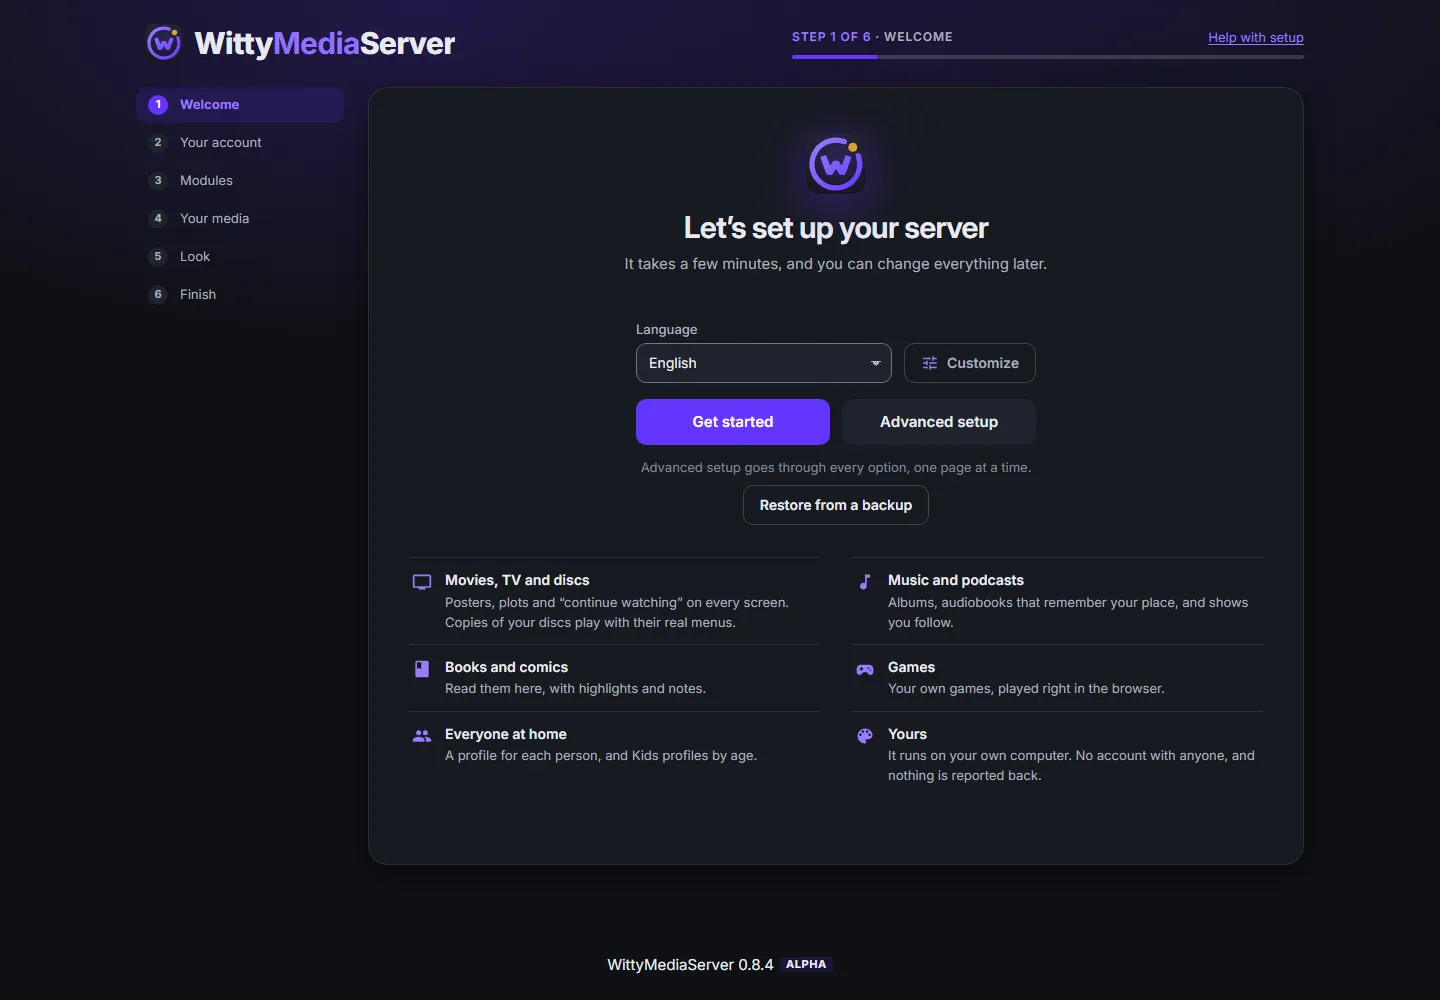 WittyMediaServer
STEP 1 OF 6 · WELCOME
Help with setup
1 Welcome
2 Your account
3 Modules
4 Your media
5 Look
6 Finish
Let’s set up your server
It takes a few minutes, and you can change everything later.
Language
English
Customize
Get started
Advanced setup
Advanced setup goes through every option, one page at a time.
Restore from a backup
Movies, TV and discs
Posters, plots and “continue watching” on every screen.
Copies of your discs play with their real menus.
Music and podcasts
Albums, audiobooks that remember your place, and shows
you follow.
Books and comics
Read them here, with highlights and notes.
Games
Your own games, played right in the browser.
Everyone at home
A profile for each person, and Kids profiles by age.
Yours
It runs on your own computer. No account with anyone, and
nothing is reported back.
WittyMediaServer 0.8.4 ALPHA